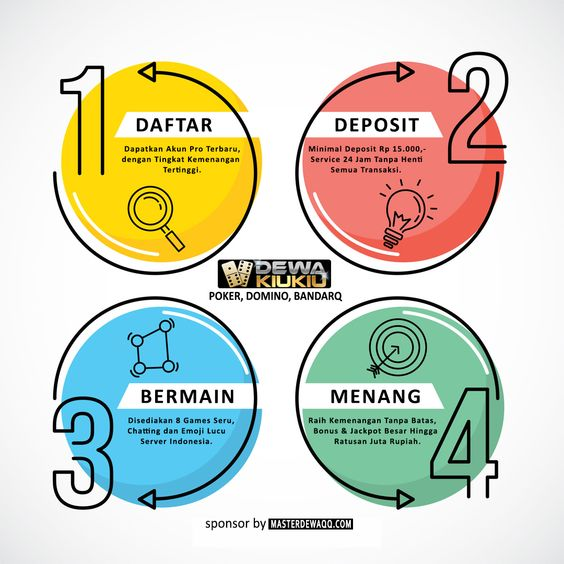 1
DAFTAR
Dapatkan Akun Pro Terbaru,
dengan Tingkat Kemenangan
Tertinggi.
2
DEPOSIT
Minimal Deposit Rp 15.000,-
Service 24 Jam Tanpa Henti
Semua Transaksi.
DEWA
KIUKIU
POKER, DOMINO, BANDARQ
3
BERMAIN
Disediakan 8 Games Seru,
Chatting dan Emoji Lucu
Server Indonesia.
4
MENANG
Raih Kemenangan Tanpa Batas,
Bonus & Jackpot Besar Hingga
Ratusan Juta Rupiah.
sponsor by MASTERDEWAQQ.COM